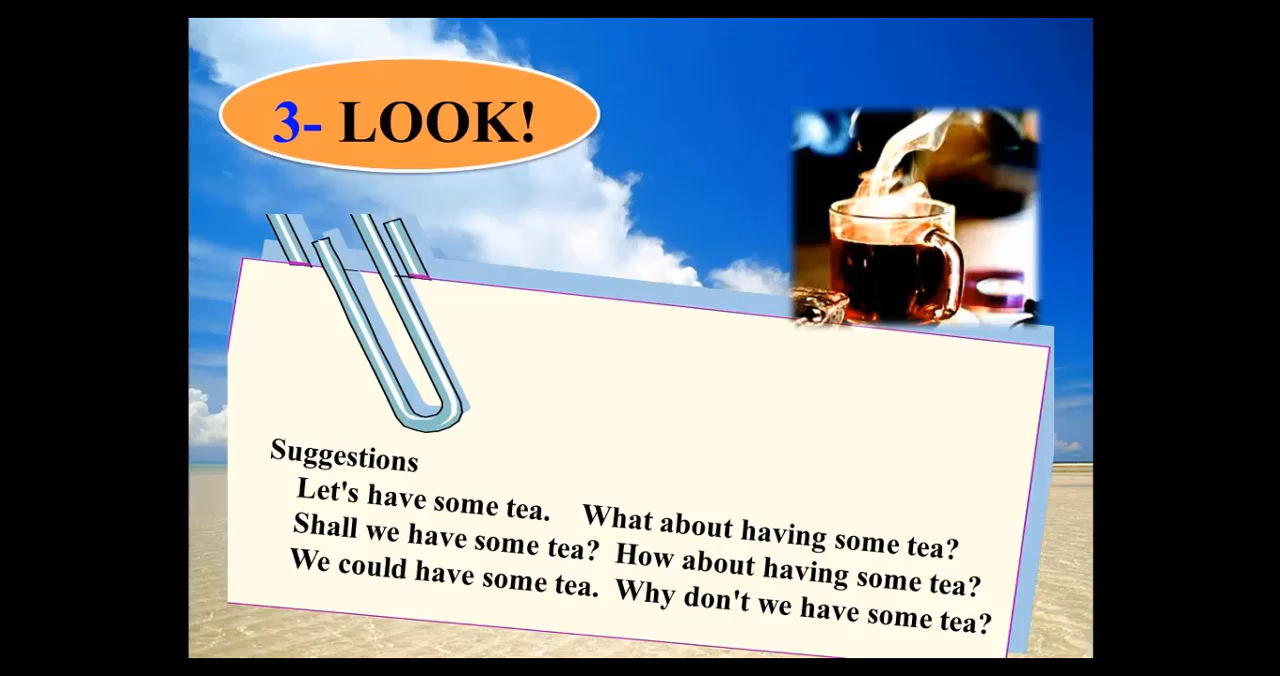 3- LOOK!
Suggestions
Let's have some tea. What about having some tea?
Shall we have some tea? How about having some tea?
We could have some tea. Why don't we have some tea?